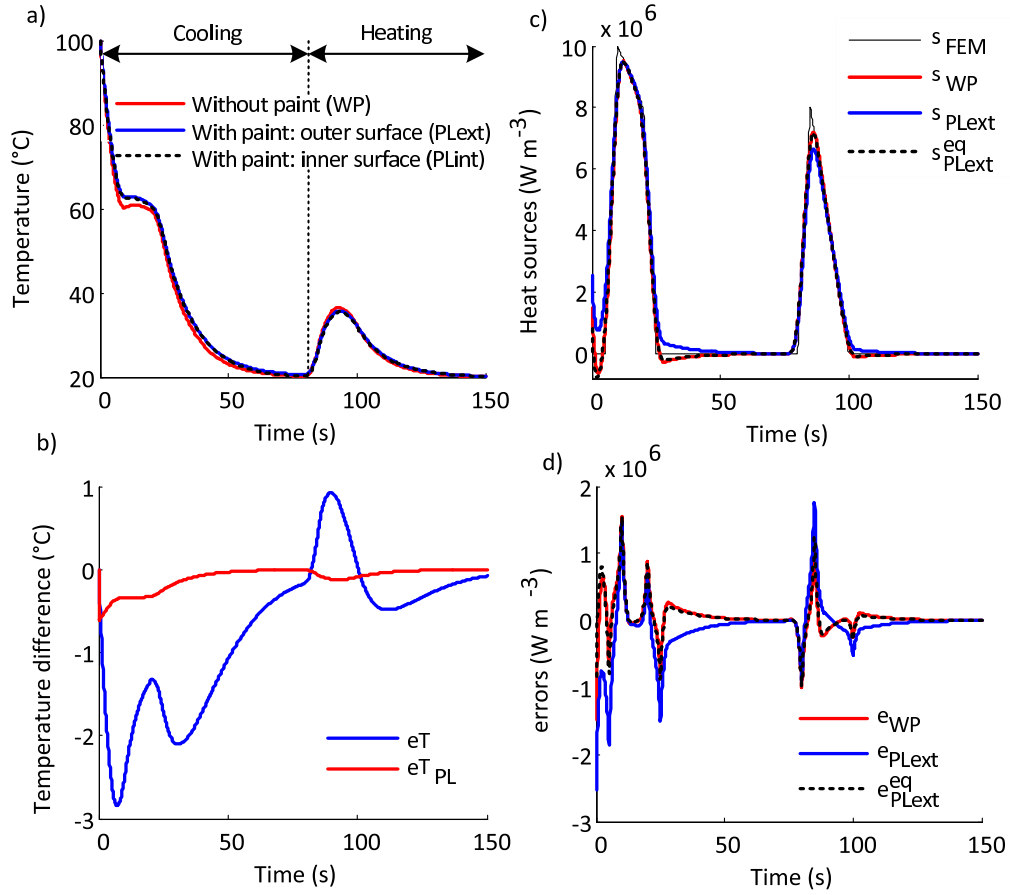 a)
Cooling
Heating
100
80
60
40
20
Temperature (°C)
Without paint (WP)
With paint: outer surface (PLext)
With paint: inner surface (PLint)
0
50
100
150
Time (s)
c)
x 10 6
10
8
6
4
2
0
Heat sources (W m -3)
s FEM
s WP
s PLext
s eq PLext
0
50
100
150
Time (s)
b)
1
0
-1
-2
-3
Temperature difference (°C)
eT
eT PL
0
50
100
150
Time (s)
d)
x 10 6
2
1
0
-1
-2
-3
errors (W m -3)
e WP
e PLext
e eq PLext
0
50
100
150
Time (s)